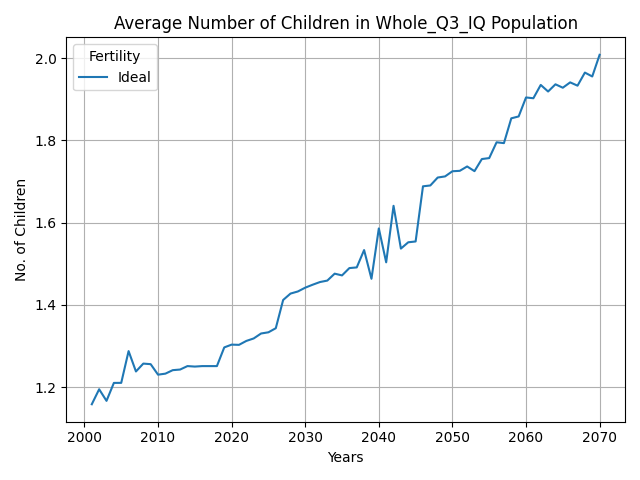 Average Number of Children in Whole_Q3_IQ Population
Fertility
Ideal
No. of Children
2.0
1.8
1.6
1.4
1.2
2000 2010 2020 2030 2040 2050 2060 2070
Years